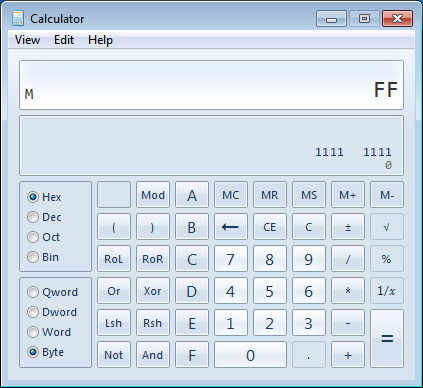 Calculator
View Edit Help
M FF
1111 1111
0
Hex Mod A MC MR MS M+ M-
Dec ( ) B ← CE C ± √
Oct
Bin RoL RoR C 7 8 9 / %
Qword Or Xor D 4 5 6 * 1/x
Dword
Word Lsh Rsh E 1 2 3 - =
Byte Not And F 0 . +